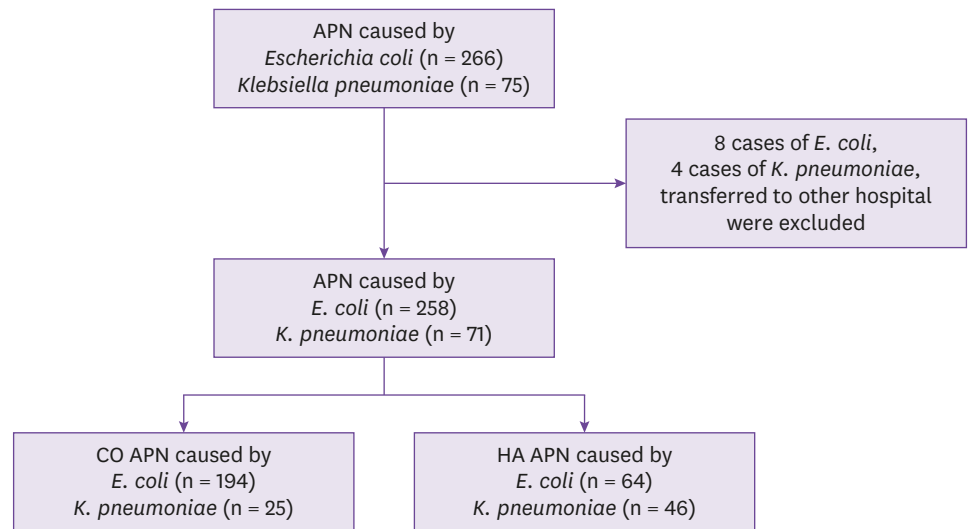 APN caused by
Escherichia coli (n = 266)
Klebsiella pneumoniae (n = 75)
8 cases of E. coli,
4 cases of K. pneumoniae,
transferred to other hospital
were excluded
APN caused by
E. coli (n = 258)
K. pneumoniae (n = 71)
CO APN caused by
E. coli (n = 194)
K. pneumoniae (n = 25)
HA APN caused by
E. coli (n = 64)
K. pneumoniae (n = 46)